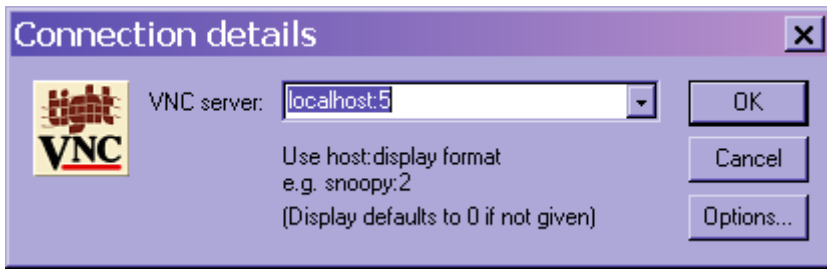 Connection details
tight
VNC
VNC server:
localhost:5
OK
Use host:display format
e.g. snoopy:2
Cancel
(Display defaults to 0 if not given)
Options...